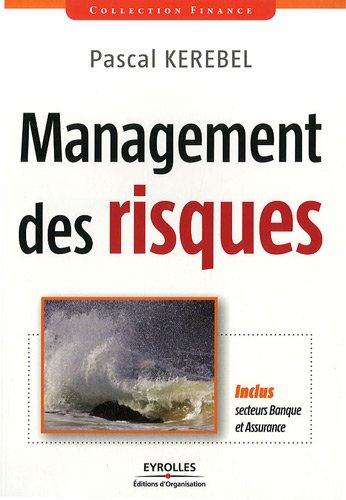 COLLECTION FINANCE
Pascal KEREBEL
Management
des risques
Inclus
secteurs Banque
et Assurance
EYROLLES
Éditions d'Organisation